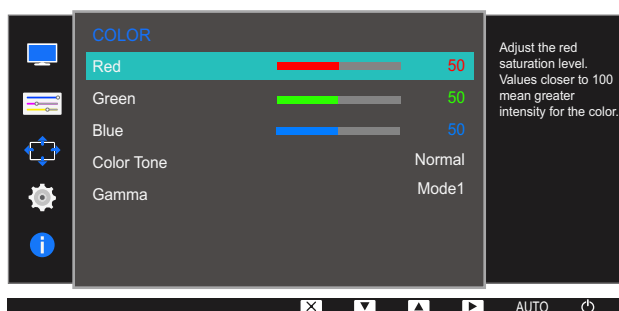 COLOR
Red 50
Green 50
Blue 50
Color Tone Normal
Gamma Mode1
Adjust the red
saturation level.
Values closer to 100
mean greater
intensity for the color.
AUTO